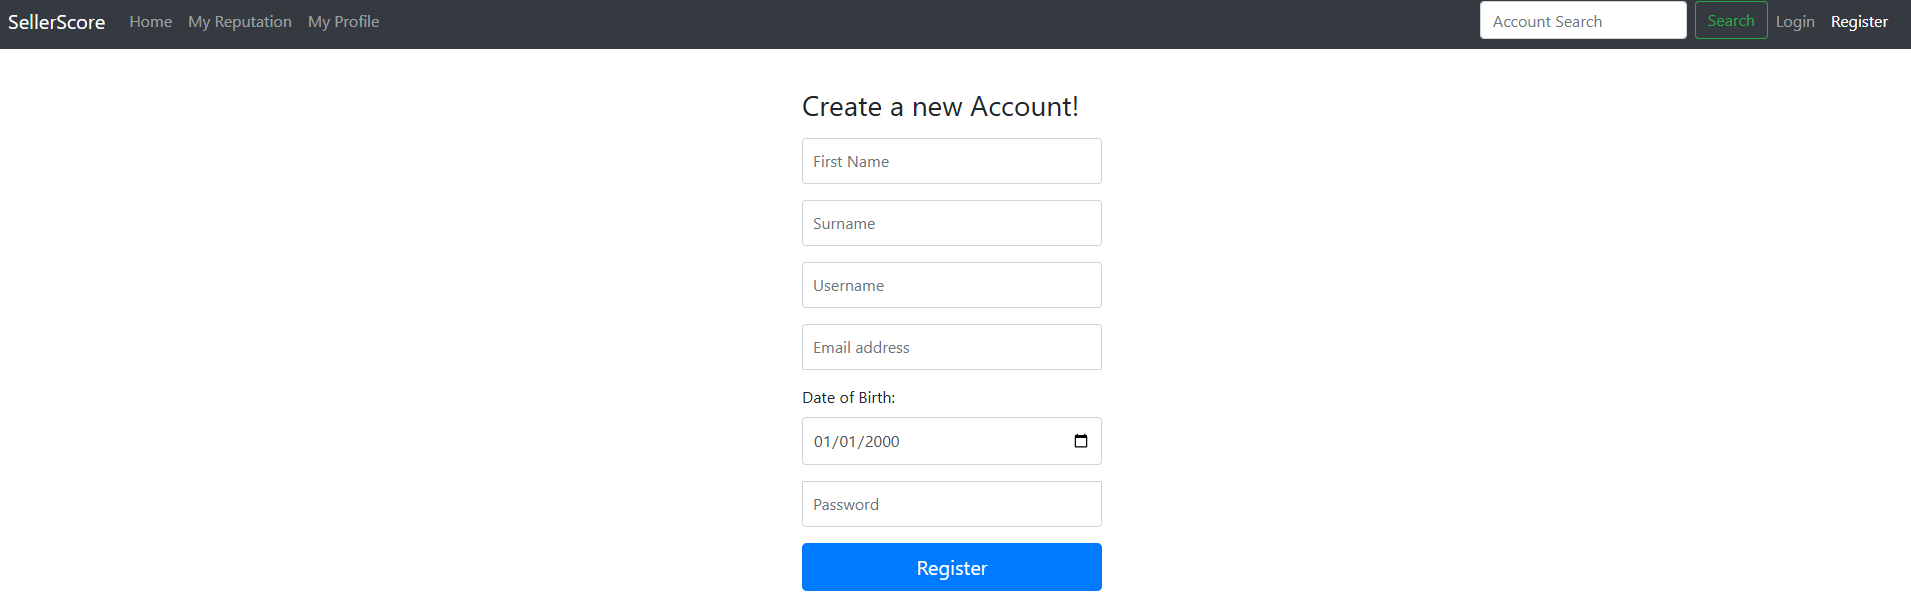 SellerScore Home My Reputation My Profile Account Search Search Login Register
Create a new Account!
First Name
Surname
Username
Email address
Date of Birth:
01/01/2000
Password
Register